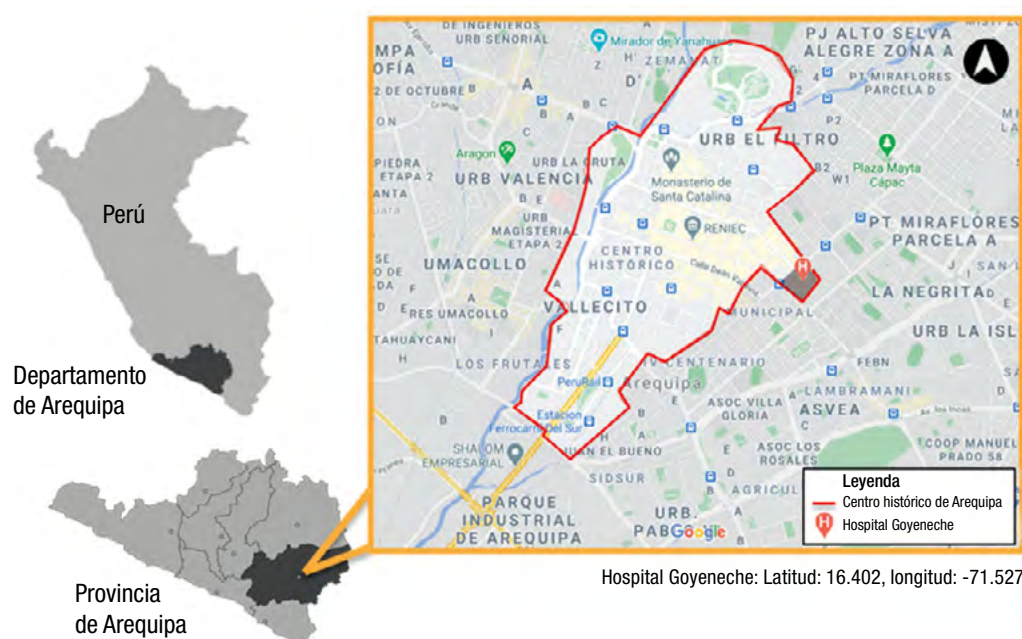 Perú
Departamento
de Arequipa
Provincia
de Arequipa
DE INGENIEROS
URB SEÑORIAL
Mirador de Yanahuara
ZEMANAT
PJ ALTO SELVA
ALEGRE ZONA A
PT MIRAFLORES
PARCELA D
2 DE OCTUBRE
URB EL FILTRO
Aragon
URB LA GRUTA
URB VALENCIA
PIEDRA
ETAPA 2
Monasterio de
Santa Catalina
Plaza Mayta
Cápac
B2
W1
P2
URB
MAGISTERIAL
ETAPA 2
RENIEC
PT MIRAFLORES
PARCELA A
CENTRO
HISTÓRICO
UMACOLLO
VALLECITO
RES UMACOLLO
MUNICIPAL
LA NEGRITA
URB LA ISL
TAHUAYCANI
LOS FRUTALES
IV CENTENARIO
FEBN
PeruRail
Arequipa
LAMBRAMANI
ASOC VILLA
GLORIA
ASVEA
Estacion
Ferrocarril Del Sur
SHALOM
EMPRESARIAL
JUAN EL BUENO
ASOC LOS
ROSALES
COOP MANUEL
PRADO 58
SIDSUR
AGRICUL
PARQUE
INDUSTRIAL
DE AREQUIPA
URB.
Google
Leyenda
Centro histórico de Arequipa
H Hospital Goyeneche
Hospital Goyeneche: Latitud: 16.402, longitud: -71.527